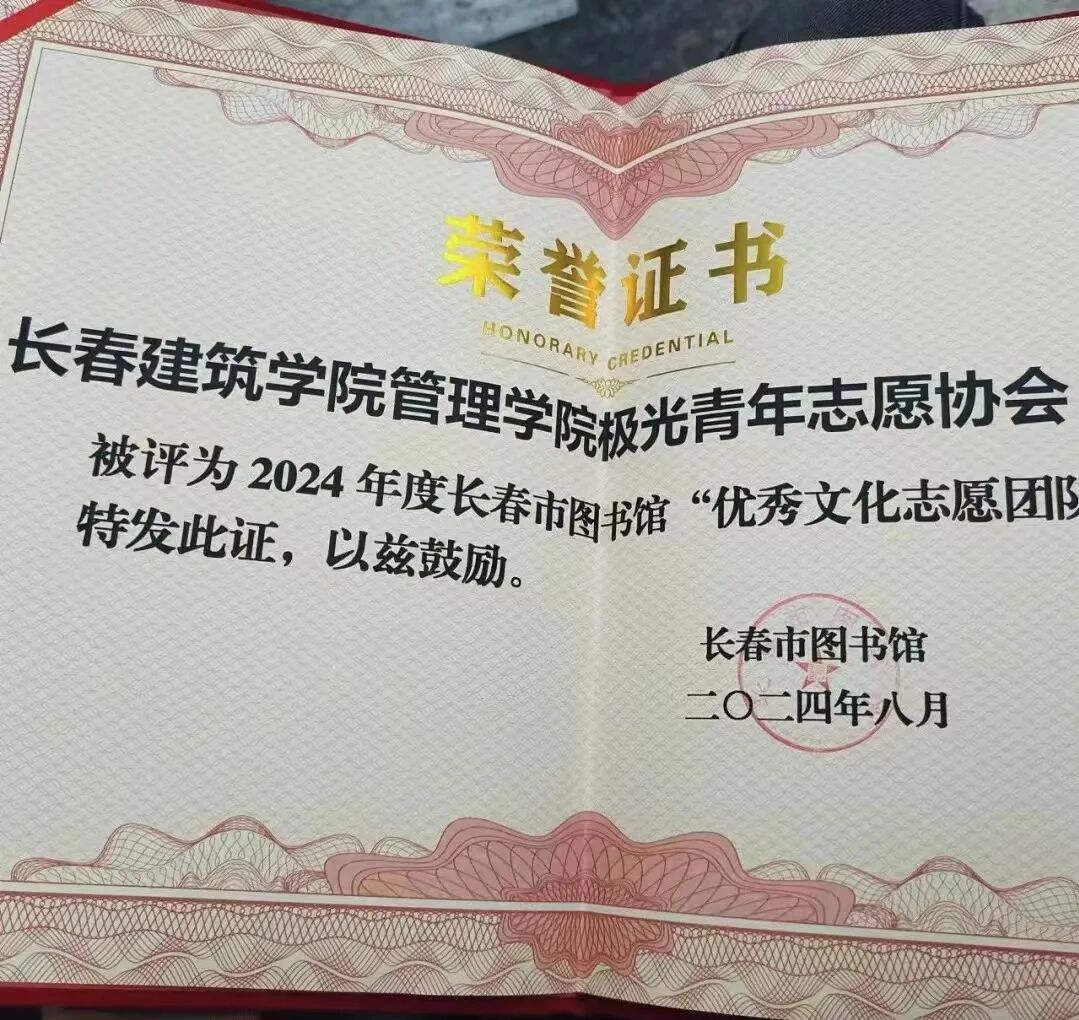 荣誉证书
HONORARY CREDENTIAL
长春建筑学院管理学院极光青年志愿协会
被评为 2024 年度长春市图书馆 “优秀文化志愿团队
特发此证，以兹鼓励。
长春市图书馆
二〇二四年八月